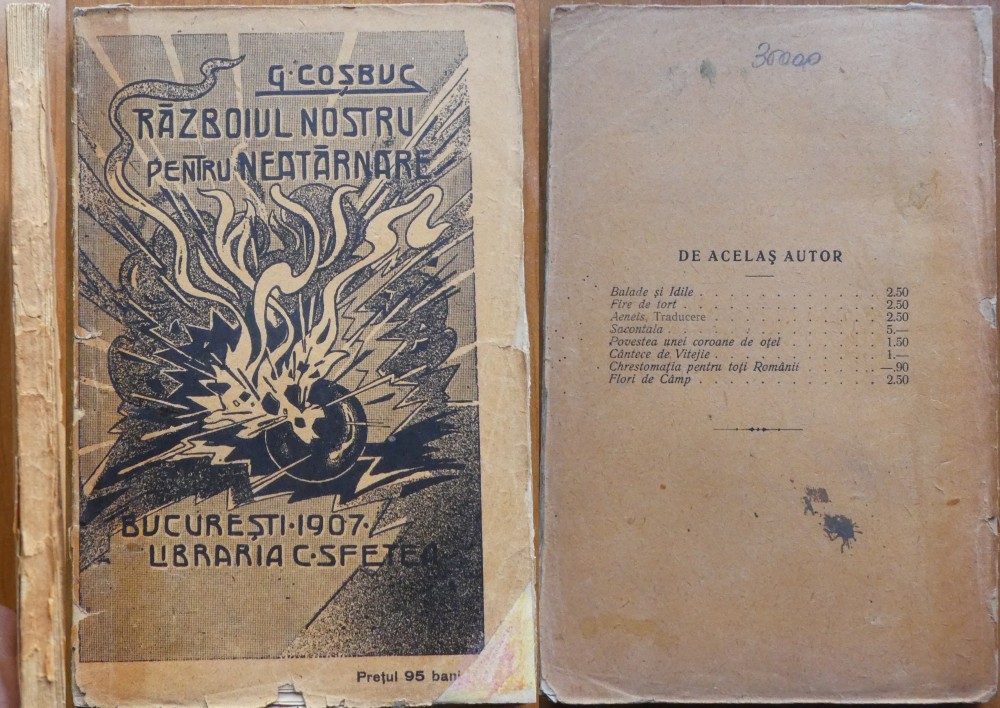 G. COȘBUC
RĂZBOIUL NOSTRU
PENTRU NEATÂRNARE
BUCUREȘTI·1907·
LIBRARIA C·SFETEA
Prețul 95 bani
35000
DE ACELAȘ AUTOR
Balade și Idile . . . . . . . . . . . 2.50
Fire de tort . . . . . . . . . . . 2.50
Aeneis, Traducere . . . . . . . . . . 2.50
Sacontala . . . . . . . . . . . . 5.—
Povestea unei coroane de oțel . . . . . . 1.50
Cântece de Vitejie . . . . . . . . . . 1.—
Chrestomația pentru toți Românii . . . . . —.90
Flori de Câmp . . . . . . . . . . . 2.50